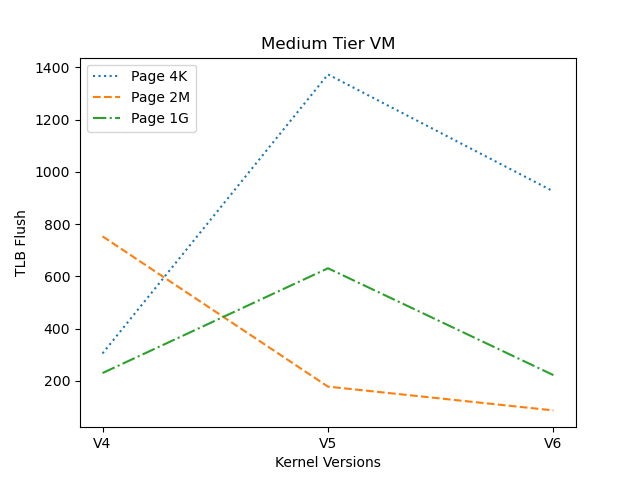 Medium Tier VM
Page 4K
Page 2M
Page 1G
1400
1200
1000
800
600
400
200
TLB Flush
V4 V5 V6
Kernel Versions